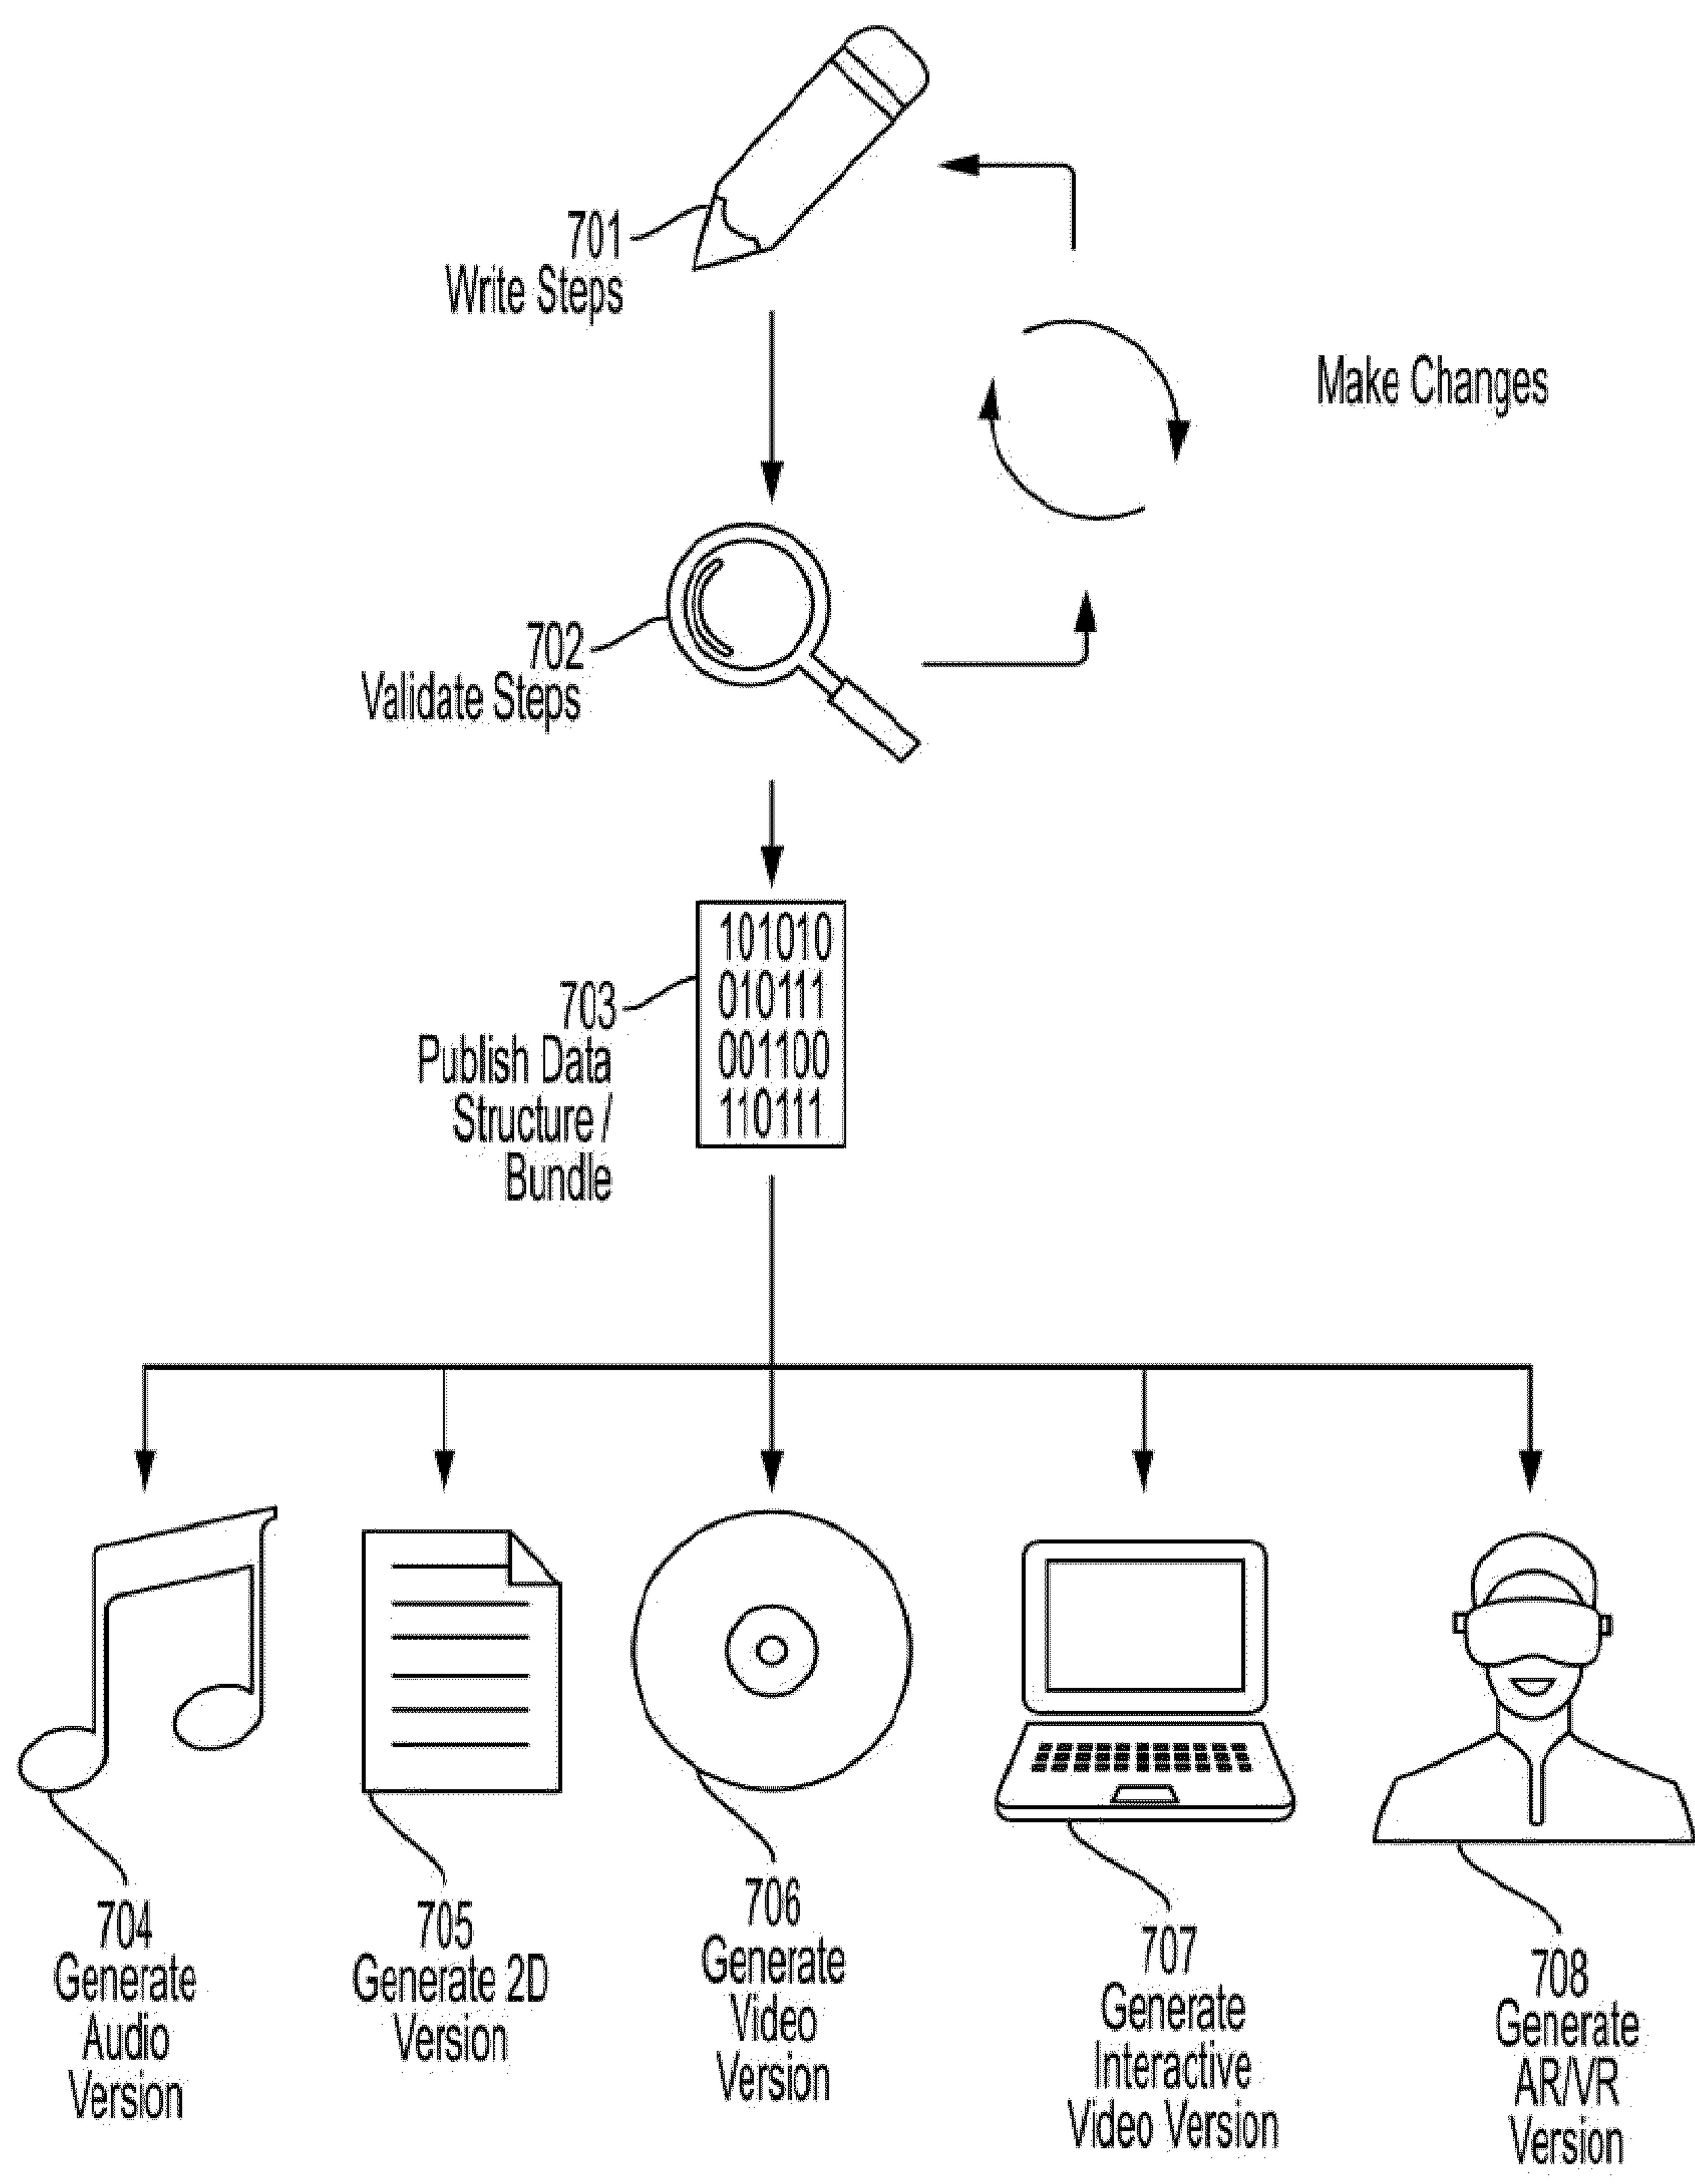 701
Write Steps
Make Changes
702
Validate Steps
101010
010111
001100
110111
703
Publish Data
Structure /
Bundle
704
Generate
Audio
Version
705
Generate 2D
Version
706
Generate
Video
Version
707
Generate
Interactive
Video Version
708
Generate
AR/VR
Version